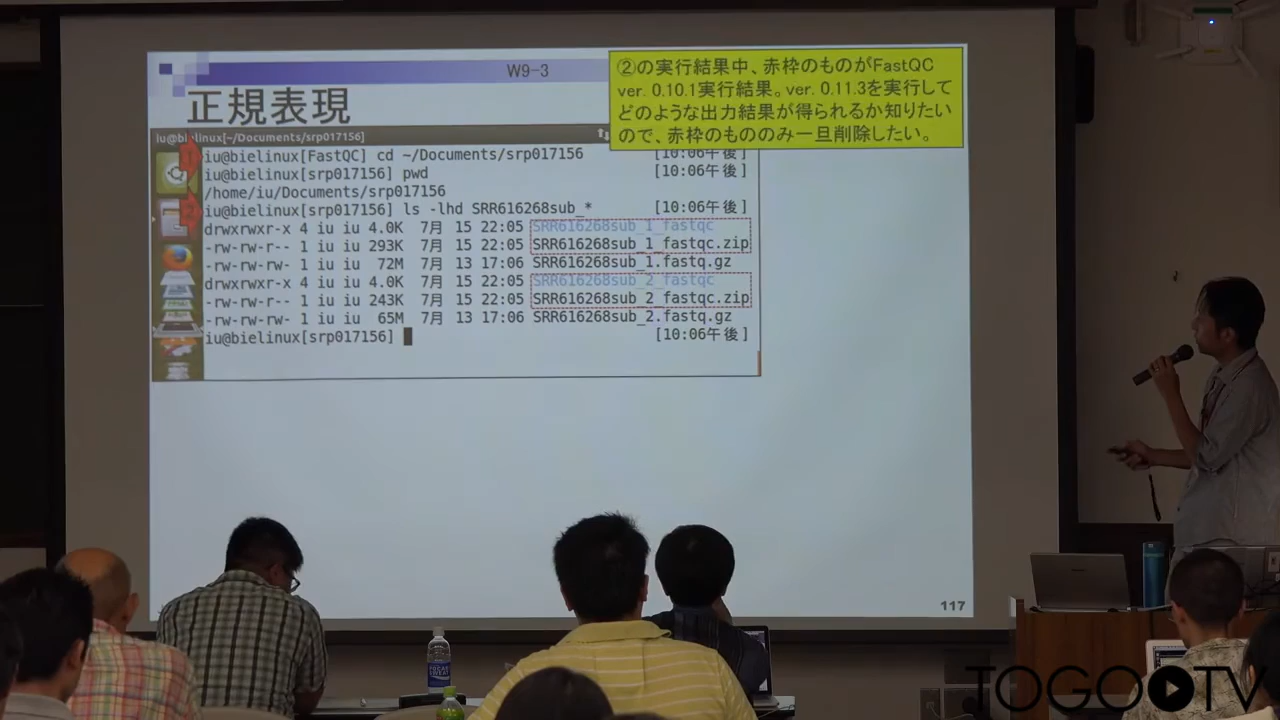 W9-3
正規表現
②の実行結果中、赤枠のものがFastQC
ver. 0.10.1実行結果。ver. 0.11.3を実行して
どのような出力結果が得られるか知りたい
ので、赤枠のもののみ一旦削除したい。
iu@bielinux[~/Documents/srp017156]
iu@bielinux[FastQC] cd ~/Documents/srp017156 [10:06午後]
iu@bielinux[srp017156] pwd [10:06午後]
/home/iu/Documents/srp017156
iu@bielinux[srp017156] ls -lhd SRR616268sub_* [10:06午後]
drwxrwxr-x 4 iu iu 4.0K 7月 15 22:05 SRR616268sub_1_fastqc
-rw-rw-r-- 1 iu iu 293K 7月 15 22:05 SRR616268sub_1_fastqc.zip
-rw-rw-rw- 1 iu iu 72M 7月 13 17:06 SRR616268sub_1.fastq.gz
drwxrwxr-x 4 iu iu 4.0K 7月 15 22:05 SRR616268sub_2_fastqc
-rw-rw-r-- 1 iu iu 243K 7月 15 22:05 SRR616268sub_2_fastqc.zip
-rw-rw-rw- 1 iu iu 65M 7月 13 17:06 SRR616268sub_2.fastq.gz
iu@bielinux[srp017156] [10:06午後]
117
POCARI
SWEAT
TOGO TV